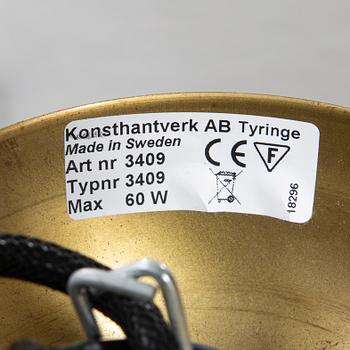 Konsthantverk AB Tyringe
Made in Sweden
Art nr 3409
Typnr 3409
Max 60 W
CE
F
18296